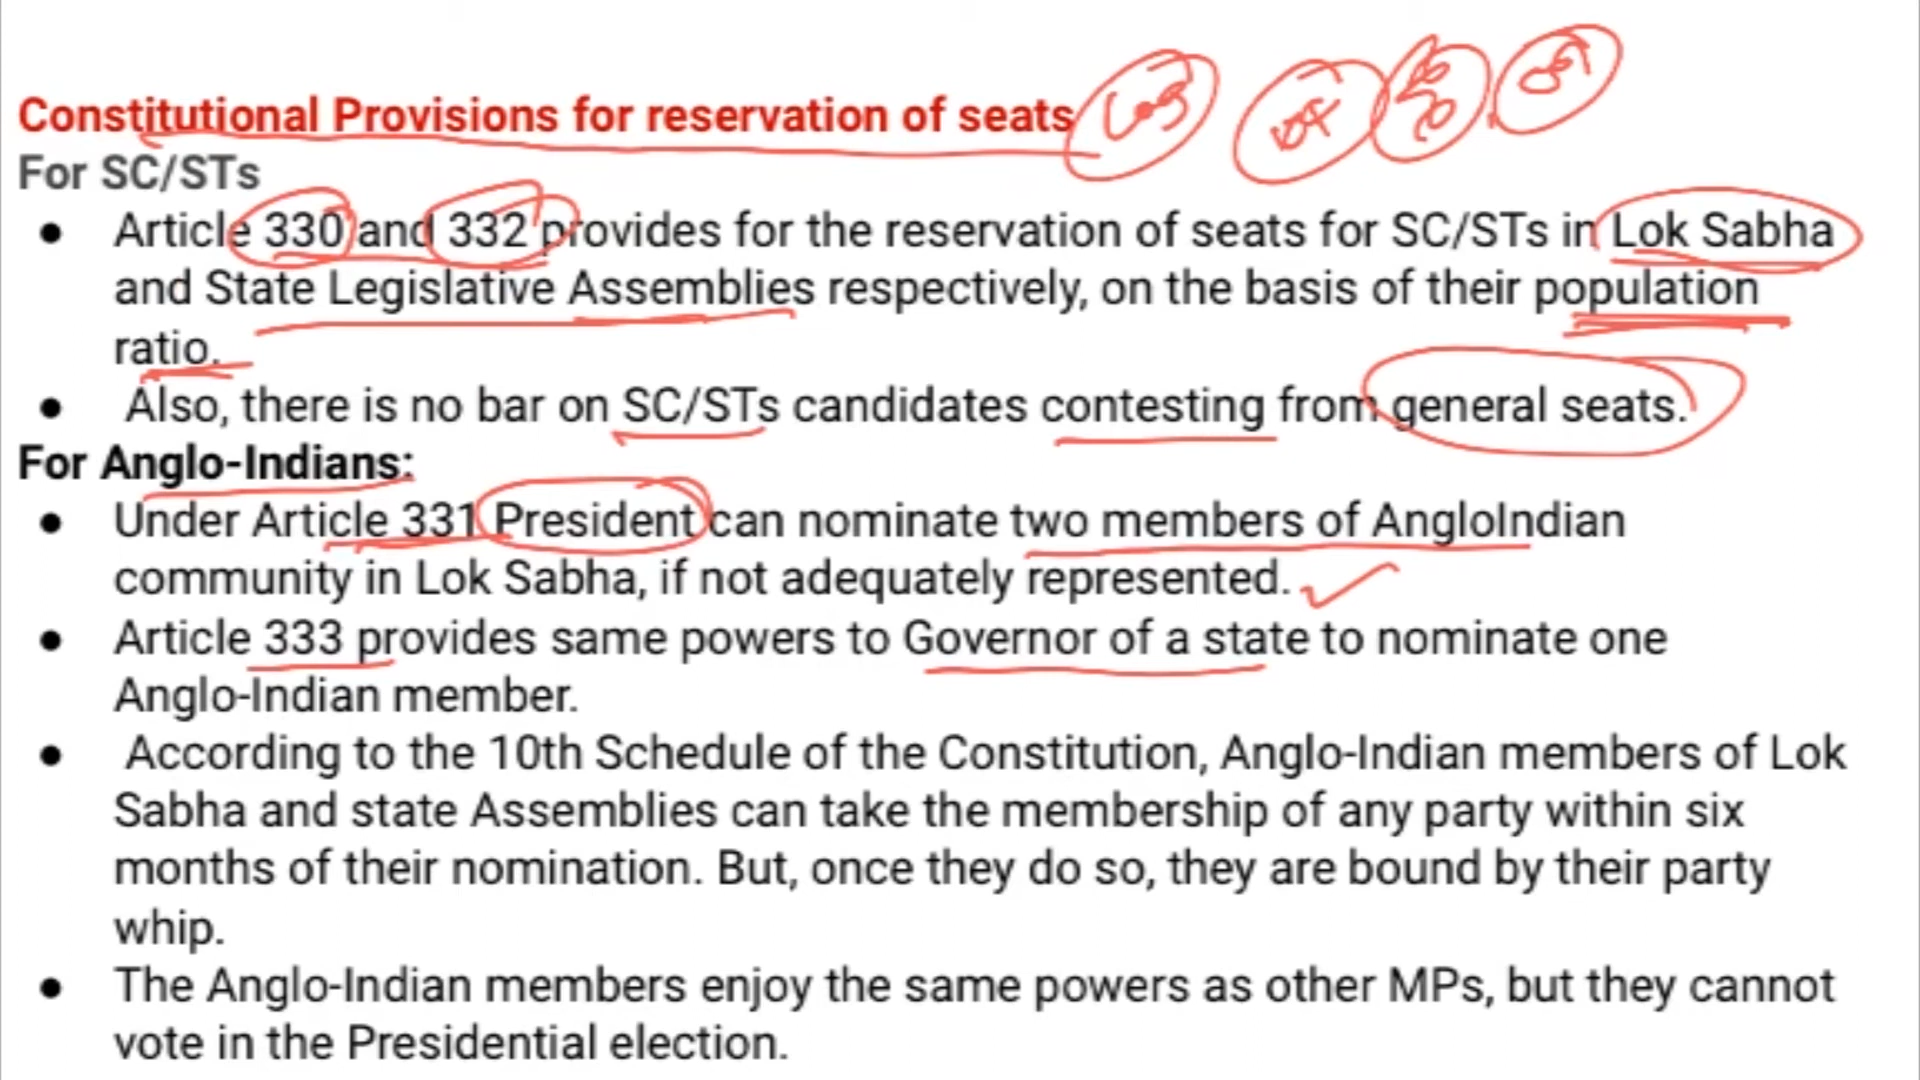 Constitutional Provisions for reservation of seats
For SC/STs
● Article 330 and 332 provides for the reservation of seats for SC/STs in Lok Sabha
and State Legislative Assemblies respectively, on the basis of their population
ratio.
● Also, there is no bar on SC/STs candidates contesting from general seats.
For Anglo-Indians:
● Under Article 331 President can nominate two members of AngloIndian
community in Lok Sabha, if not adequately represented.
● Article 333 provides same powers to Governor of a state to nominate one
Anglo-Indian member.
● According to the 10th Schedule of the Constitution, Anglo-Indian members of Lok
Sabha and state Assemblies can take the membership of any party within six
months of their nomination. But, once they do so, they are bound by their party
whip.
● The Anglo-Indian members enjoy the same powers as other MPs, but they cannot
vote in the Presidential election.